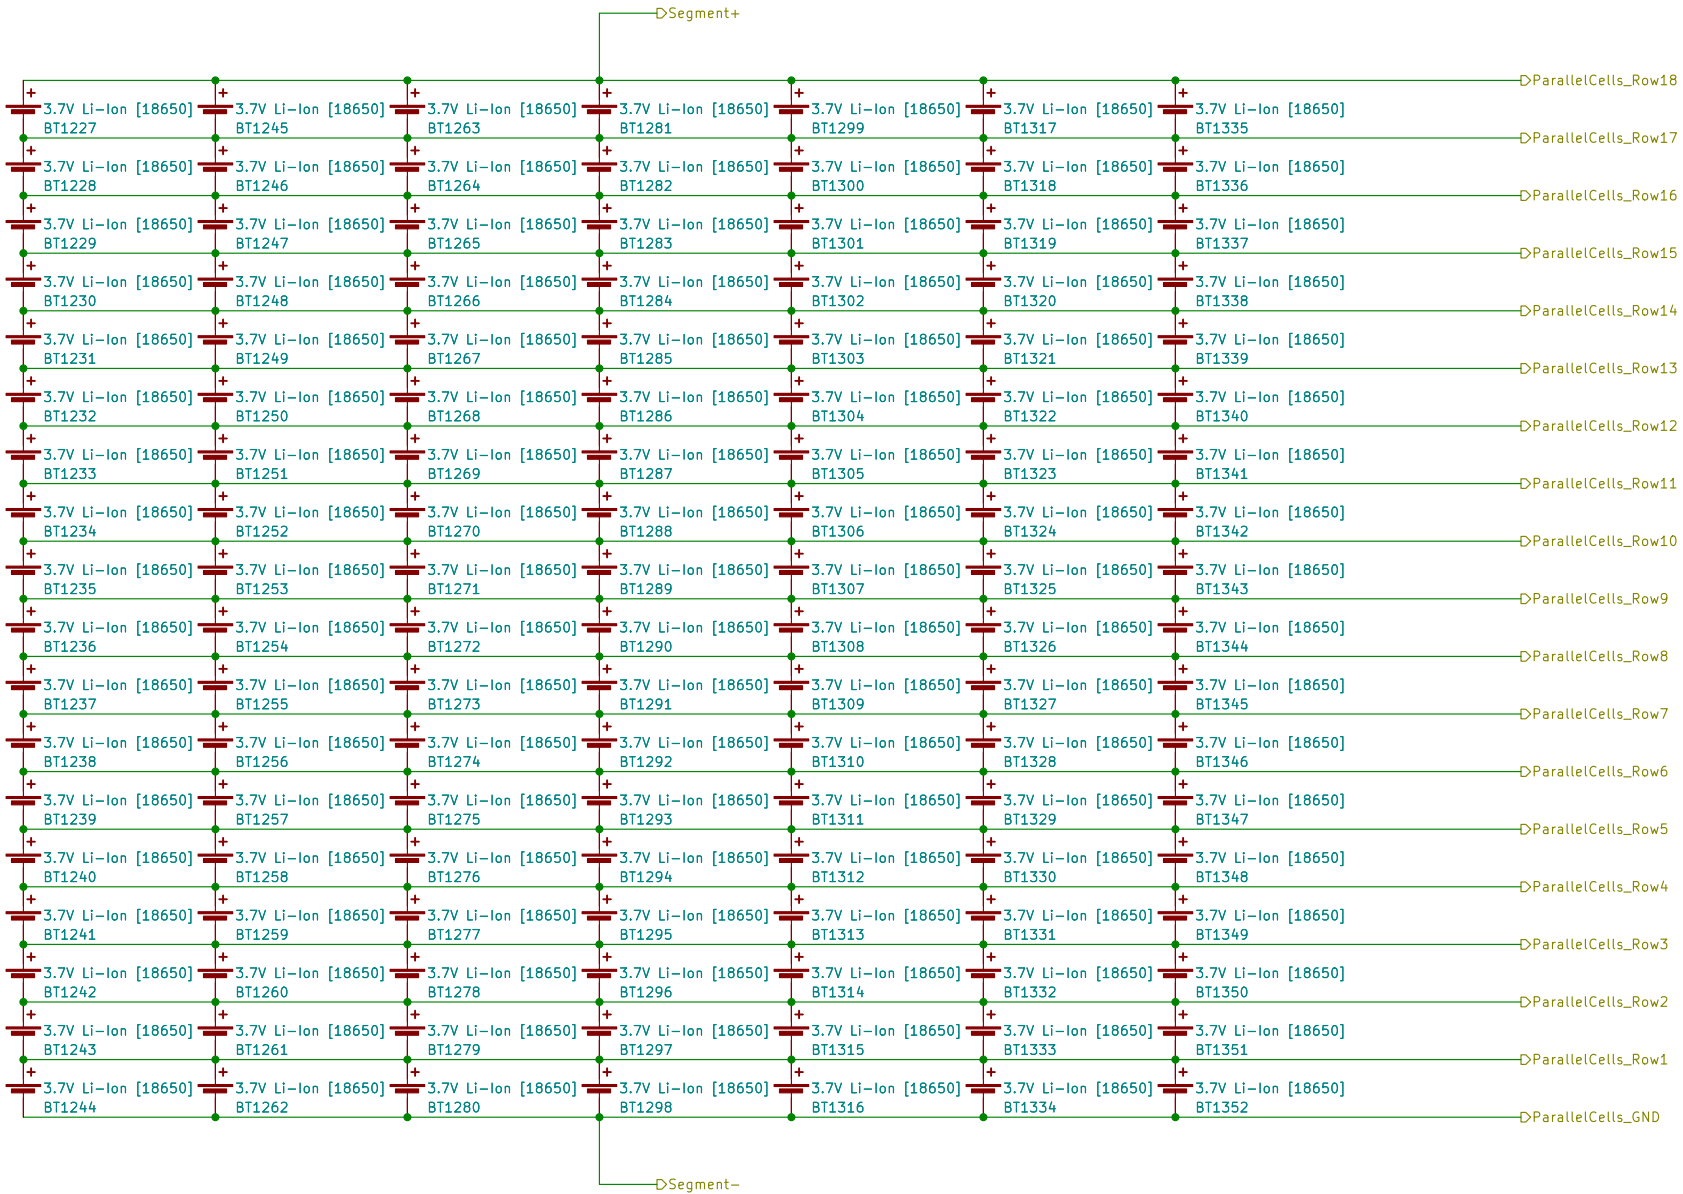 Segment+
ParallelCells_Row18
+ + + + + + +
3.7V Li-Ion [18650] 3.7V Li-Ion [18650] 3.7V Li-Ion [18650] 3.7V Li-Ion [18650] 3.7V Li-Ion [18650] 3.7V Li-Ion [18650] 3.7V Li-Ion [18650]
BT1227 BT1245 BT1263 BT1281 BT1299 BT1317 BT1335
ParallelCells_Row17
+ + + + + + +
3.7V Li-Ion [18650] 3.7V Li-Ion [18650] 3.7V Li-Ion [18650] 3.7V Li-Ion [18650] 3.7V Li-Ion [18650] 3.7V Li-Ion [18650] 3.7V Li-Ion [18650]
BT1228 BT1246 BT1264 BT1282 BT1300 BT1318 BT1336
ParallelCells_Row16
+ + + + + + +
3.7V Li-Ion [18650] 3.7V Li-Ion [18650] 3.7V Li-Ion [18650] 3.7V Li-Ion [18650] 3.7V Li-Ion [18650] 3.7V Li-Ion [18650] 3.7V Li-Ion [18650]
BT1229 BT1247 BT1265 BT1283 BT1301 BT1319 BT1337
ParallelCells_Row15
+ + + + + + +
3.7V Li-Ion [18650] 3.7V Li-Ion [18650] 3.7V Li-Ion [18650] 3.7V Li-Ion [18650] 3.7V Li-Ion [18650] 3.7V Li-Ion [18650] 3.7V Li-Ion [18650]
BT1230 BT1248 BT1266 BT1284 BT1302 BT1320 BT1338
ParallelCells_Row14
+ + + + + + +
3.7V Li-Ion [18650] 3.7V Li-Ion [18650] 3.7V Li-Ion [18650] 3.7V Li-Ion [18650] 3.7V Li-Ion [18650] 3.7V Li-Ion [18650] 3.7V Li-Ion [18650]
BT1231 BT1249 BT1267 BT1285 BT1303 BT1321 BT1339
ParallelCells_Row13
+ + + + + + +
3.7V Li-Ion [18650] 3.7V Li-Ion [18650] 3.7V Li-Ion [18650] 3.7V Li-Ion [18650] 3.7V Li-Ion [18650] 3.7V Li-Ion [18650] 3.7V Li-Ion [18650]
BT1232 BT1250 BT1268 BT1286 BT1304 BT1322 BT1340
ParallelCells_Row12
+ + + + + + +
3.7V Li-Ion [18650] 3.7V Li-Ion [18650] 3.7V Li-Ion [18650] 3.7V Li-Ion [18650] 3.7V Li-Ion [18650] 3.7V Li-Ion [18650] 3.7V Li-Ion [18650]
BT1233 BT1251 BT1269 BT1287 BT1305 BT1323 BT1341
ParallelCells_Row11
+ + + + + + +
3.7V Li-Ion [18650] 3.7V Li-Ion [18650] 3.7V Li-Ion [18650] 3.7V Li-Ion [18650] 3.7V Li-Ion [18650] 3.7V Li-Ion [18650] 3.7V Li-Ion [18650]
BT1234 BT1252 BT1270 BT1288 BT1306 BT1324 BT1342
ParallelCells_Row10
+ + + + + + +
3.7V Li-Ion [18650] 3.7V Li-Ion [18650] 3.7V Li-Ion [18650] 3.7V Li-Ion [18650] 3.7V Li-Ion [18650] 3.7V Li-Ion [18650] 3.7V Li-Ion [18650]
BT1235 BT1253 BT1271 BT1289 BT1307 BT1325 BT1343
ParallelCells_Row9
+ + + + + + +
3.7V Li-Ion [18650] 3.7V Li-Ion [18650] 3.7V Li-Ion [18650] 3.7V Li-Ion [18650] 3.7V Li-Ion [18650] 3.7V Li-Ion [18650] 3.7V Li-Ion [18650]
BT1236 BT1254 BT1272 BT1290 BT1308 BT1326 BT1344
ParallelCells_Row8
+ + + + + + +
3.7V Li-Ion [18650] 3.7V Li-Ion [18650] 3.7V Li-Ion [18650] 3.7V Li-Ion [18650] 3.7V Li-Ion [18650] 3.7V Li-Ion [18650] 3.7V Li-Ion [18650]
BT1237 BT1255 BT1273 BT1291 BT1309 BT1327 BT1345
ParallelCells_Row7
+ + + + + + +
3.7V Li-Ion [18650] 3.7V Li-Ion [18650] 3.7V Li-Ion [18650] 3.7V Li-Ion [18650] 3.7V Li-Ion [18650] 3.7V Li-Ion [18650] 3.7V Li-Ion [18650]
BT1238 BT1256 BT1274 BT1292 BT1310 BT1328 BT1346
ParallelCells_Row6
+ + + + + + +
3.7V Li-Ion [18650] 3.7V Li-Ion [18650] 3.7V Li-Ion [18650] 3.7V Li-Ion [18650] 3.7V Li-Ion [18650] 3.7V Li-Ion [18650] 3.7V Li-Ion [18650]
BT1239 BT1257 BT1275 BT1293 BT1311 BT1329 BT1347
ParallelCells_Row5
+ + + + + + +
3.7V Li-Ion [18650] 3.7V Li-Ion [18650] 3.7V Li-Ion [18650] 3.7V Li-Ion [18650] 3.7V Li-Ion [18650] 3.7V Li-Ion [18650] 3.7V Li-Ion [18650]
BT1240 BT1258 BT1276 BT1294 BT1312 BT1330 BT1348
ParallelCells_Row4
+ + + + + + +
3.7V Li-Ion [18650] 3.7V Li-Ion [18650] 3.7V Li-Ion [18650] 3.7V Li-Ion [18650] 3.7V Li-Ion [18650] 3.7V Li-Ion [18650] 3.7V Li-Ion [18650]
BT1241 BT1259 BT1277 BT1295 BT1313 BT1331 BT1349
ParallelCells_Row3
+ + + + + + +
3.7V Li-Ion [18650] 3.7V Li-Ion [18650] 3.7V Li-Ion [18650] 3.7V Li-Ion [18650] 3.7V Li-Ion [18650] 3.7V Li-Ion [18650] 3.7V Li-Ion [18650]
BT1242 BT1260 BT1278 BT1296 BT1314 BT1332 BT1350
ParallelCells_Row2
+ + + + + + +
3.7V Li-Ion [18650] 3.7V Li-Ion [18650] 3.7V Li-Ion [18650] 3.7V Li-Ion [18650] 3.7V Li-Ion [18650] 3.7V Li-Ion [18650] 3.7V Li-Ion [18650]
BT1243 BT1261 BT1279 BT1297 BT1315 BT1333 BT1351
ParallelCells_Row1
+ + + + + + +
3.7V Li-Ion [18650] 3.7V Li-Ion [18650] 3.7V Li-Ion [18650] 3.7V Li-Ion [18650] 3.7V Li-Ion [18650] 3.7V Li-Ion [18650] 3.7V Li-Ion [18650]
BT1244 BT1262 BT1280 BT1298 BT1316 BT1334 BT1352
ParallelCells_GND
Segment-